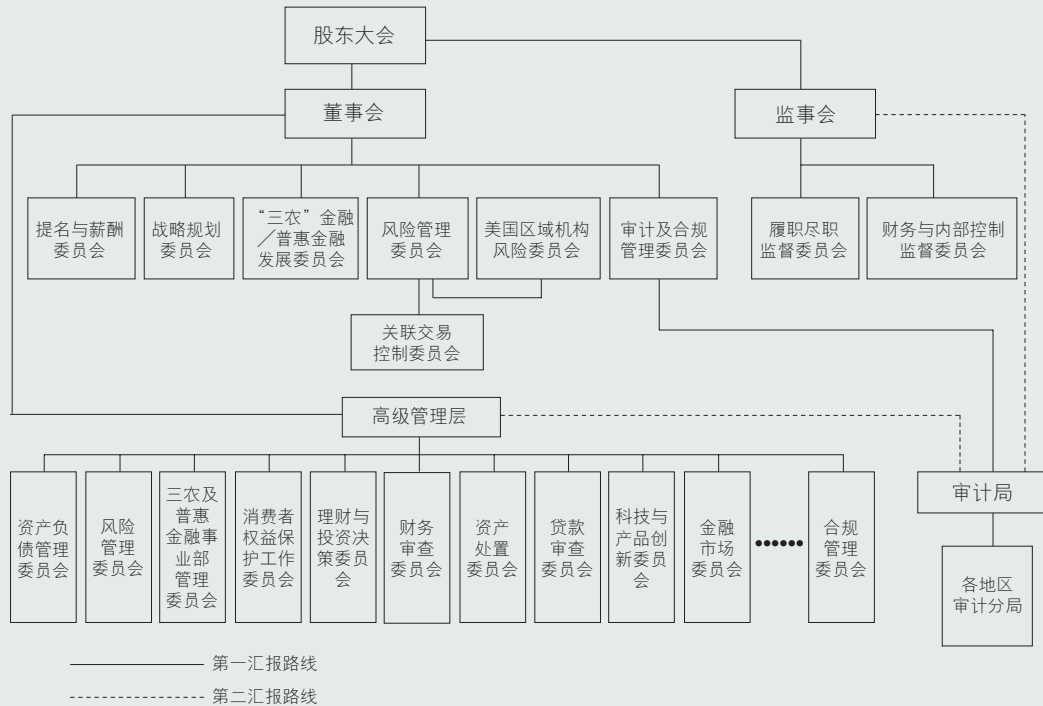 股东大会
董事会
监事会
提名与薪酬
委员会
战略规划
委员会
“三农”金融
／普惠金融
发展委员会
风险管理
委员会
美国区域机构
风险委员会
审计及合规
管理委员会
履职尽职
监督委员会
财务与内部控制
监督委员会
关联交易
控制委员会
高级管理层
资产负
债管理
委员会
风险
管理
委员会
三农及
普惠
金融事
业部
管理
委员会
消费者
权益保
护工作
委员会
理财与
投资决
策委员
会
财务
审查
委员会
资产
处置
委员会
贷款
审查
委员会
科技与
产品创
新委员
会
金融
市场
委员会
••••••
合规
管理
委员会
审计局
各地区
审计分局
第一汇报路线
第二汇报路线